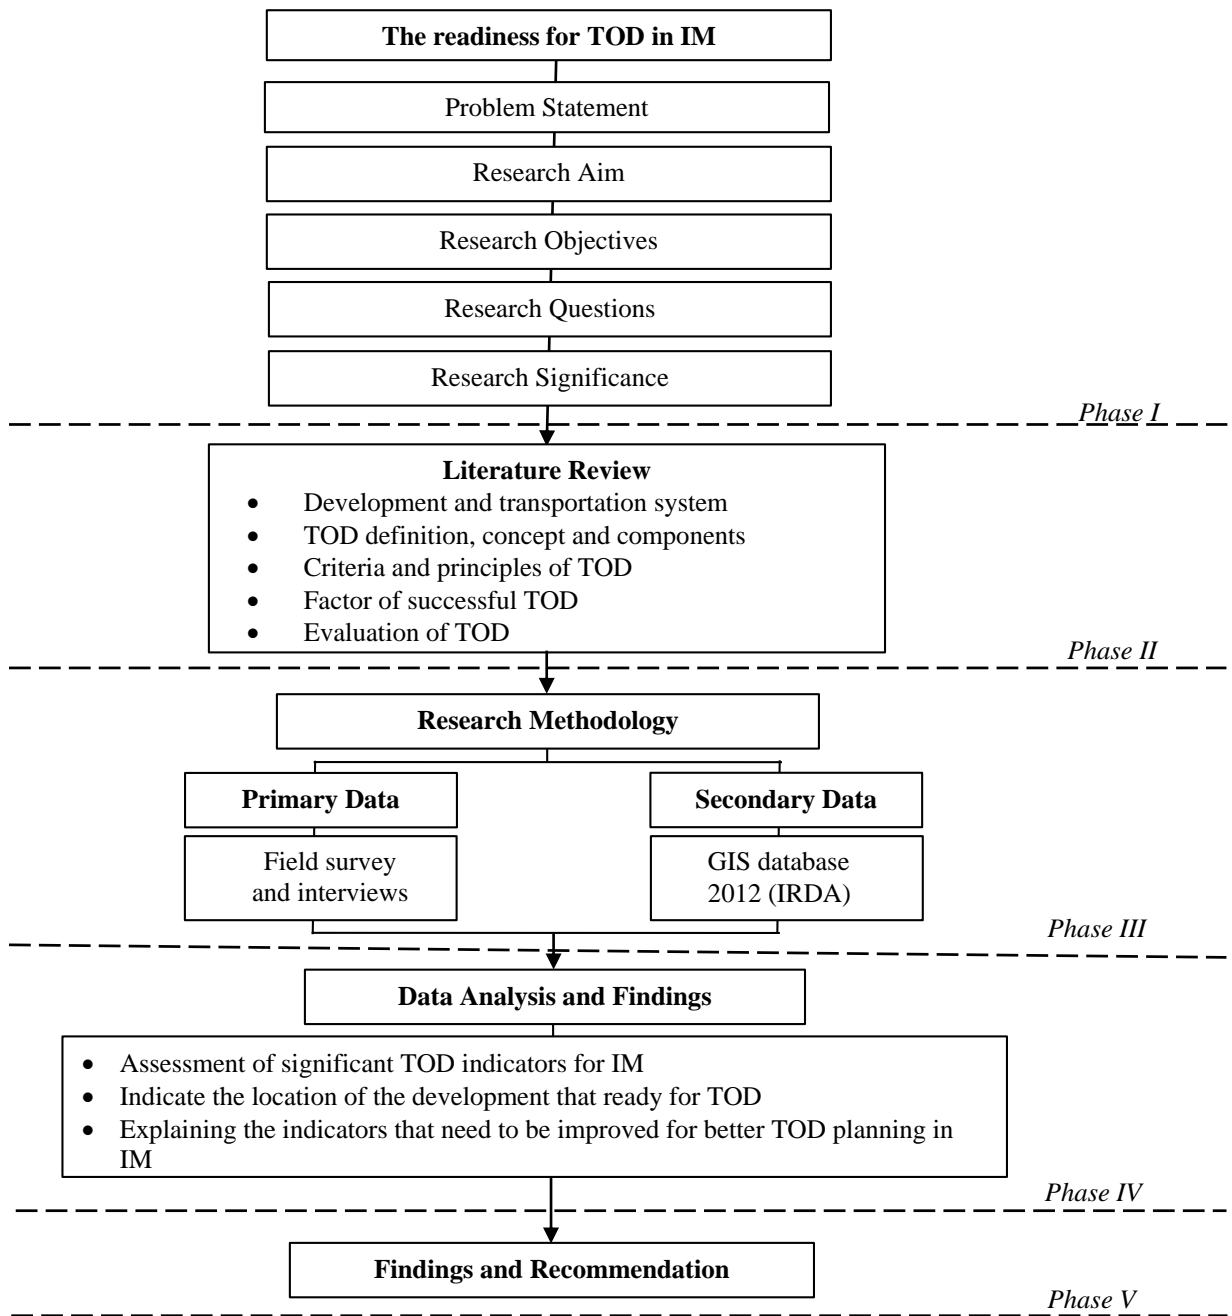 The readiness for TOD in IM
Problem Statement
Research Aim
Research Objectives
Research Questions
Research Significance
Phase I
Literature Review
• Development and transportation system
• TOD definition, concept and components
• Criteria and principles of TOD
• Factor of successful TOD
• Evaluation of TOD
Phase II
Research Methodology
Primary Data
Field survey
and interviews
Secondary Data
GIS database
2012 (IRDA)
Phase III
Data Analysis and Findings
• Assessment of significant TOD indicators for IM
• Indicate the location of the development that ready for TOD
• Explaining the indicators that need to be improved for better TOD planning in
IM
Phase IV
Findings and Recommendation
Phase V